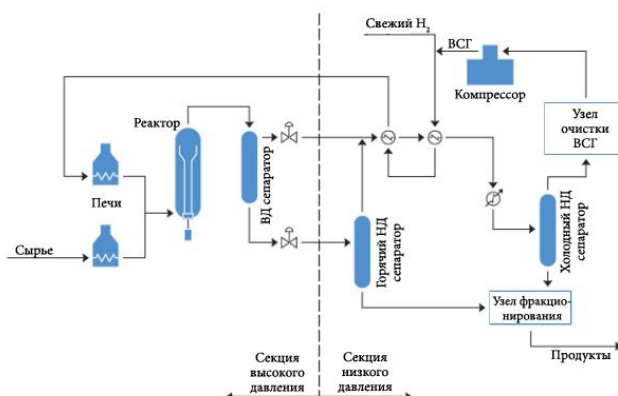 Свежий H₂
ВСГ
Компрессор
Узел
очистки
ВСГ
Реактор
ВД сепаратор
Печи
Сырье
Горячий НД
сепаратор
Холодный НД
сепаратор
Узел фракцио-
нирования
Продукты
Секция
высокого
давления
Секция
низкого
давления